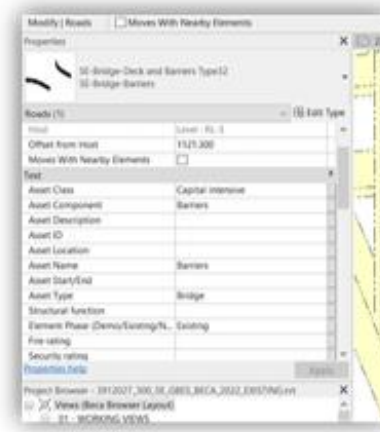 Modify | Roads Moves With Nearby Elements
Properties
SE-Bridge-Deck and Barriers Type32
SE-Bridge-Barriers
Roads (1) Edit Type
Host Level - RL 0
Offset from Host 1521.300
Moves With Nearby Elements
Text
Asset Class Capital intensive
Asset Component Barriers
Asset Description
Asset ID
Asset Location
Asset Name Barriers
Asset Start/End
Asset Type Bridge
Structural function
Element Phase (Demo/Existing/N... Existing
Fire rating
Security rating
Properties help Apply
Project Browser -
Views (Beca Browser Layout)
01 - WORKING VIEWS